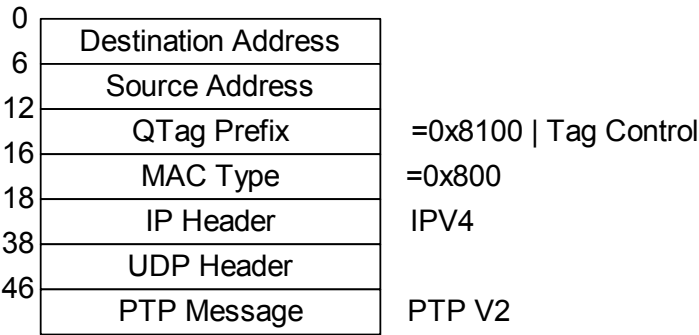 0
Destination Address
6
Source Address
12
QTag Prefix =0x8100 | Tag Control
16
MAC Type =0x800
18
IP Header IPV4
38
UDP Header
46
PTP Message PTP V2